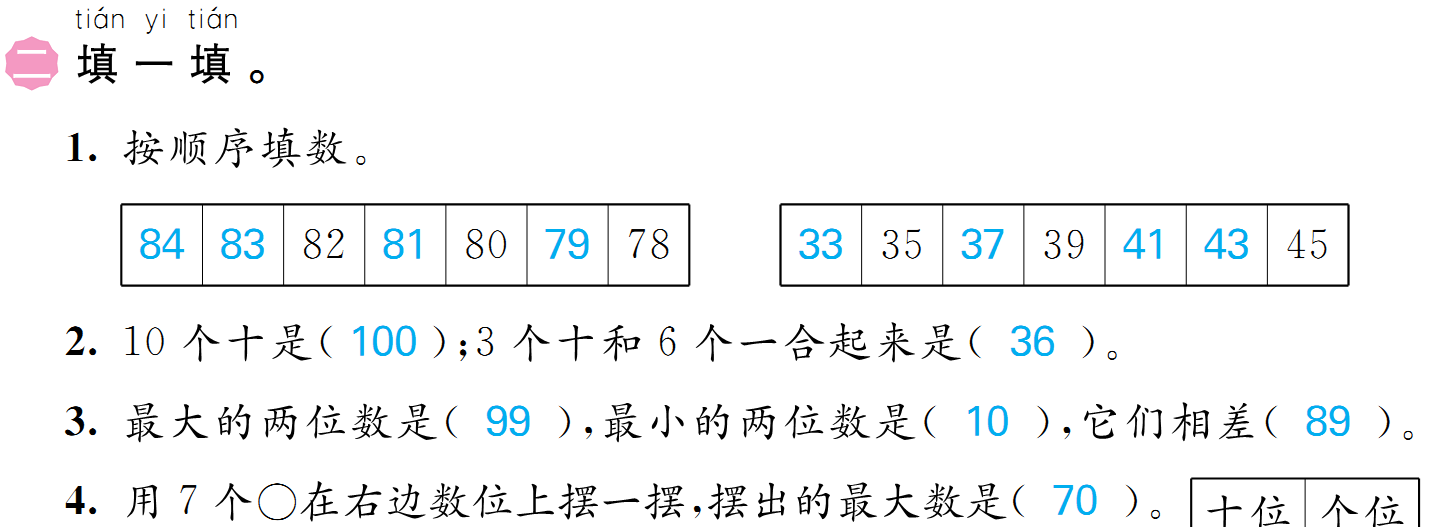 tián yi tián
二 填一填。
1. 按顺序填数。
84 83 82 81 80 79 78 33 35 37 39 41 43 45
2. 10个十是( 100 );3个十和6个一合起来是( 36 )。
3. 最大的两位数是( 99 ),最小的两位数是( 10 ),它们相差( 89 )。
4. 用7个○在右边数位上摆一摆,摆出的最大数是( 70 )。 十位 个位